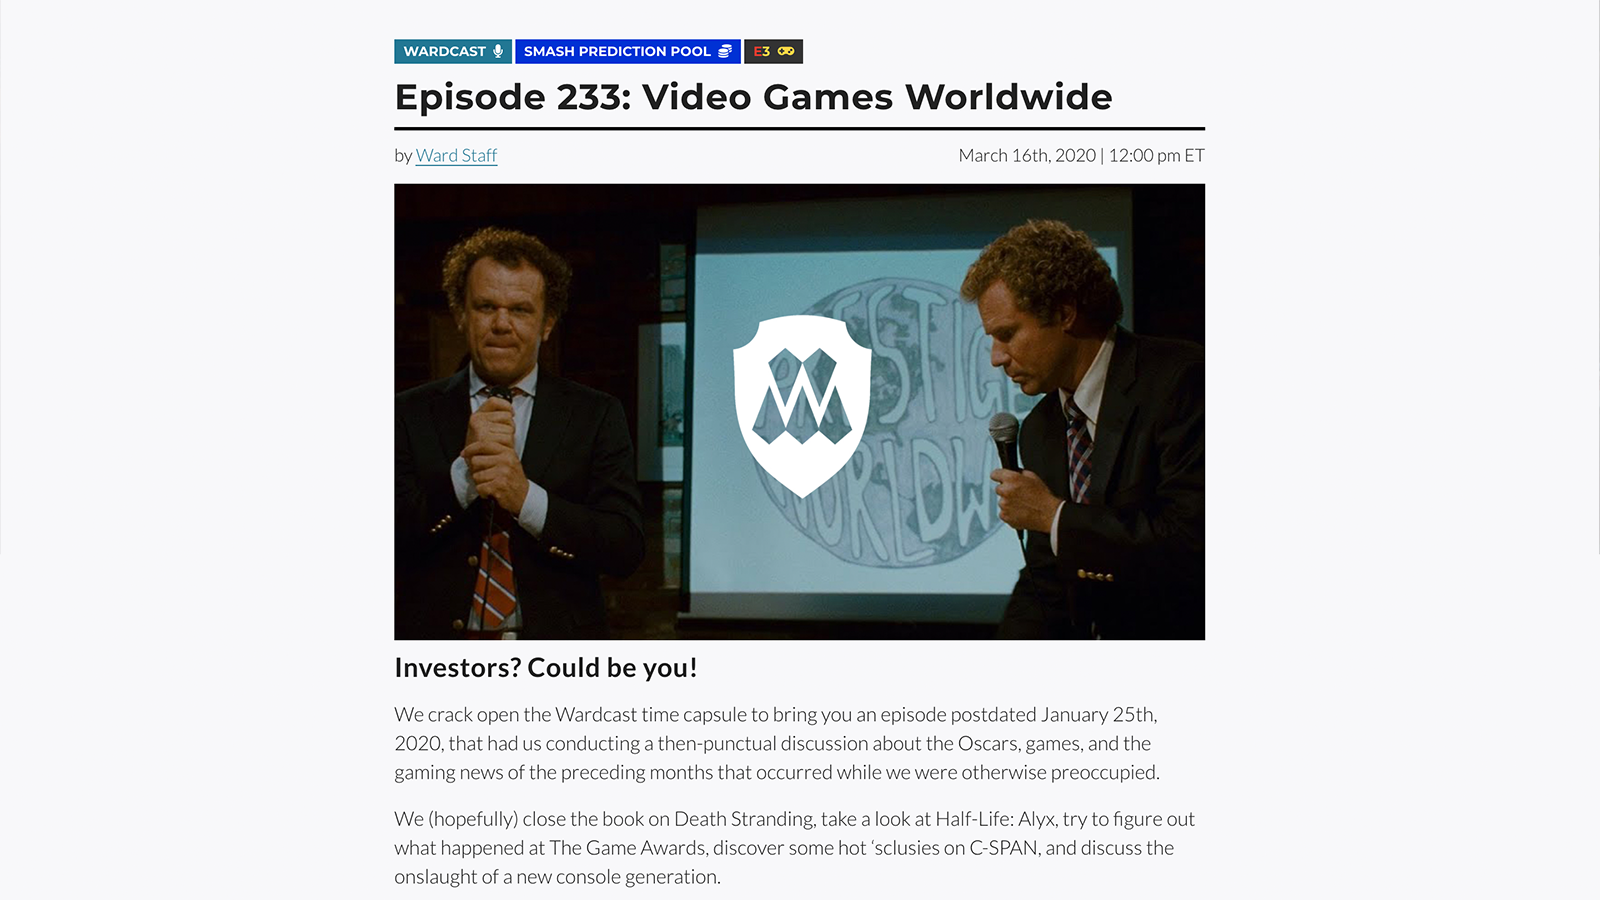 WARDCAST
SMASH PREDICTION POOL
E3
Episode 233: Video Games Worldwide
by Ward Staff
March 16th, 2020 | 12:00 pm ET
PRESTIGE
WORLDW
Investors? Could be you!
We crack open the Wardcast time capsule to bring you an episode postdated January 25th,
2020, that had us conducting a then-punctual discussion about the Oscars, games, and the
gaming news of the preceding months that occurred while we were otherwise preoccupied.
We (hopefully) close the book on Death Stranding, take a look at Half-Life: Alyx, try to figure out
what happened at The Game Awards, discover some hot ‘sclusies on C-SPAN, and discuss the
onslaught of a new console generation.